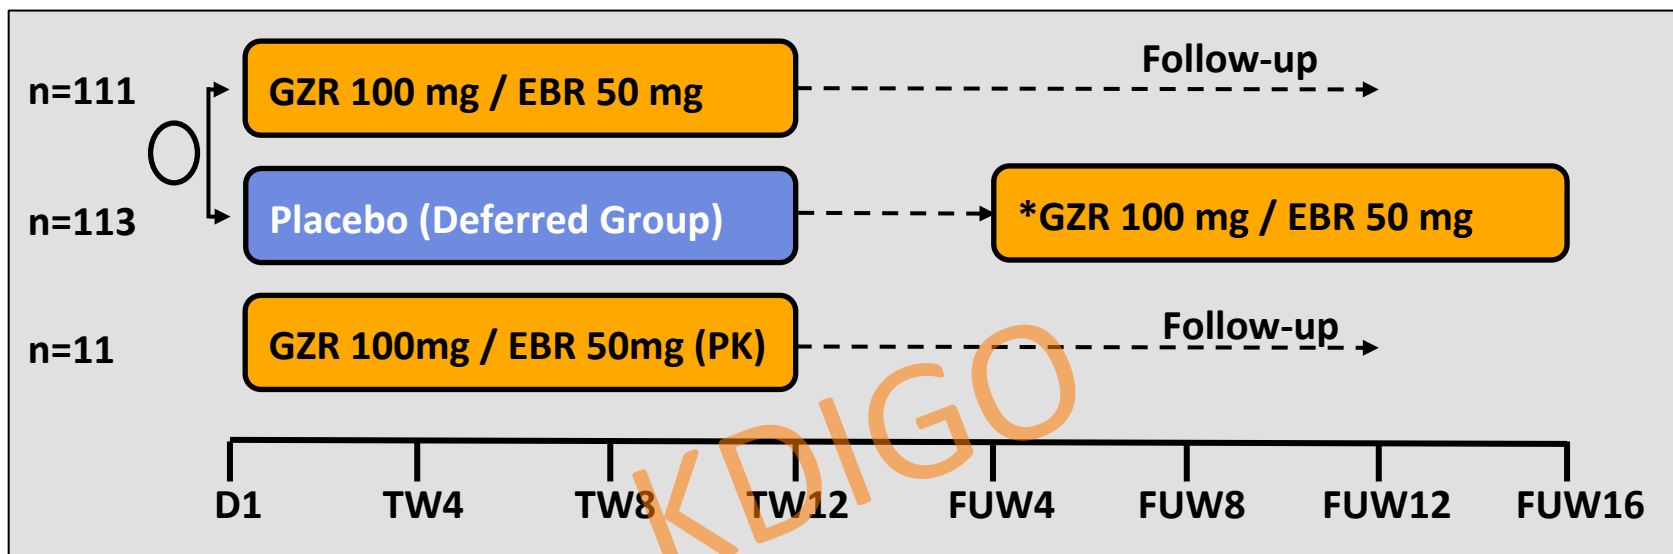 Follow-up
n=111
GZR 100 mg / EBR 50 mg
n=113
Placebo (Deferred Group)
*GZR 100 mg / EBR 50 mg
n=11
GZR 100mg / EBR 50mg (PK)
Follow-up
KDIGO
D1 TW4 TW8 TW12 FUW4 FUW8 FUW12 FUW16